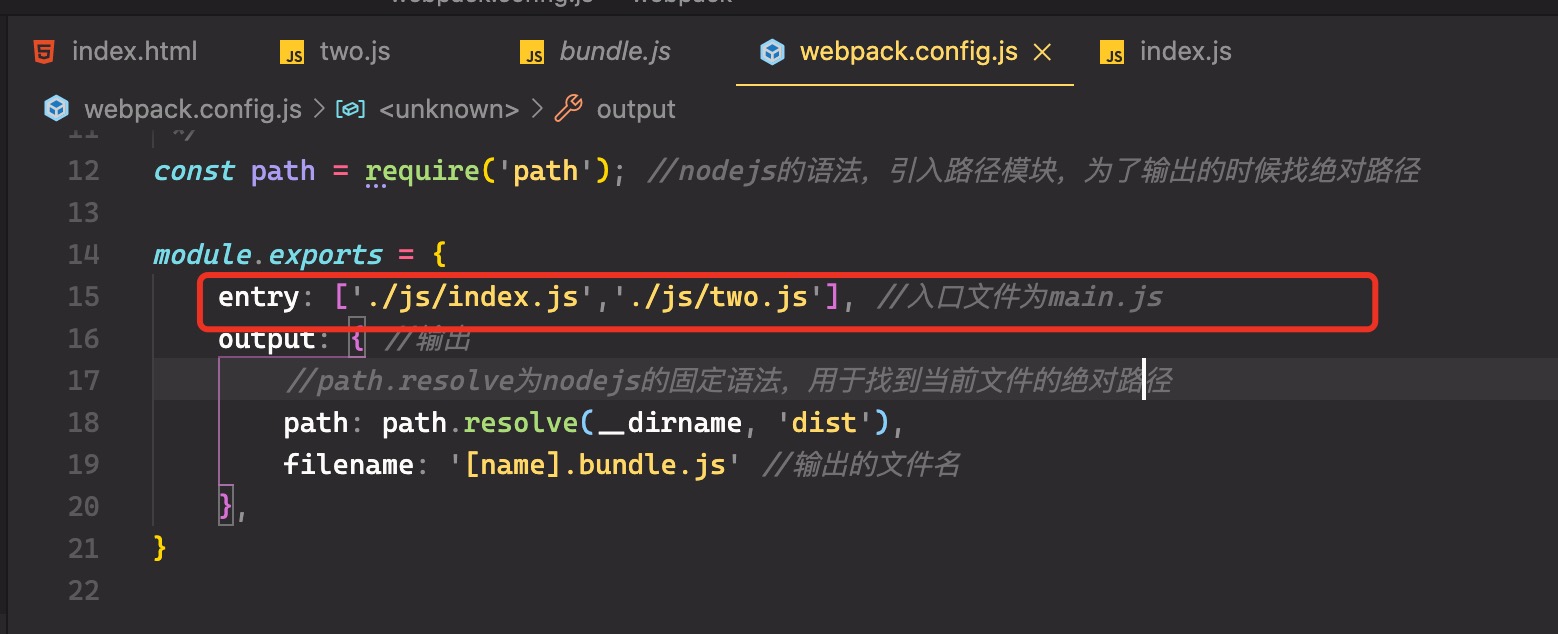 index.html
two.js
bundle.js
webpack.config.js
index.js
webpack.config.js > <unknown> > output
11 */
12 const path = require('path'); //nodejs的语法，引入路径模块，为了输出的时候找绝对路径
13
14 module.exports = {
15 entry: ['./js/index.js','./js/two.js'], //入口文件为main.js
16 output: { //输出
17 //path.resolve为nodejs的固定语法，用于找到当前文件的绝对路径
18 path: path.resolve(__dirname, 'dist'),
19 filename: '[name].bundle.js' //输出的文件名
20 },
21 }
22